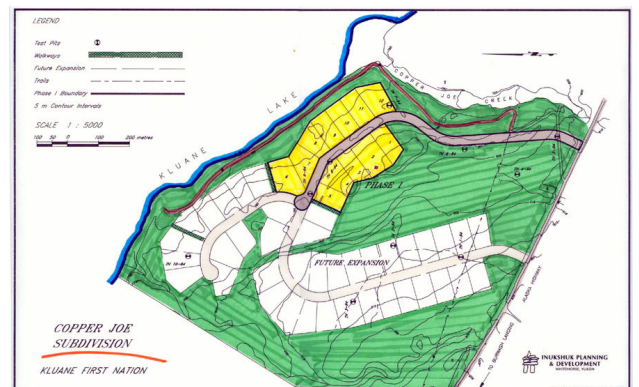 LEGEND
Test Pits
Walkways
Future Expansion
Trails
Phase I Boundary
5 m Contour Intervals
SCALE 1 : 5000
100 50 0 100 200 metres
KLUANE LAKE
COPPER JOE CREEK
PHASE I
FUTURE EXPANSION
ALASKA HIGHWAY
TO BURWASH LANDING
COPPER JOE
SUBDIVISION
KLUANE FIRST NATION
INUKSHUK PLANNING
& DEVELOPMENT
WHITEHORSE, YUKON